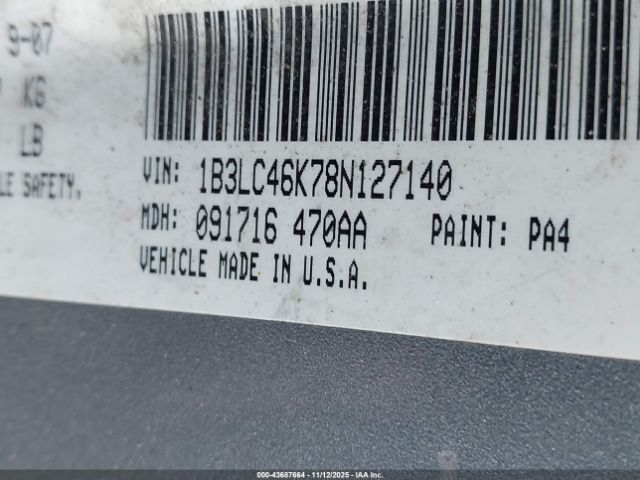 9-07
KG
LB
LE SAFETY.
VIN: 1B3LC46K78N127140
MDH: 091716 470AA PAINT: PA4
VEHICLE MADE IN U.S.A.
000-43687664 | 11/12/2025 - IAA Inc.